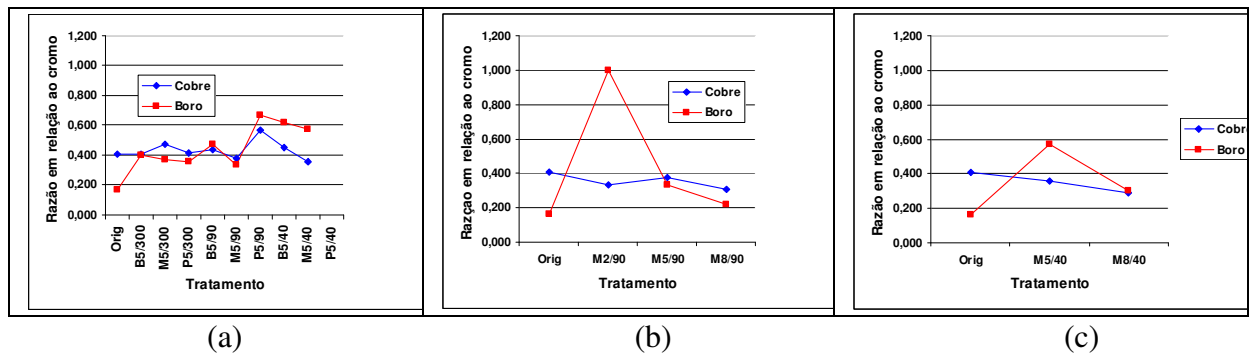 Razão em relação ao cromo
1,200
1,000
0,800
0,600
0,400
0,200
0,000
Cobre
Boro
Orig
B5/300
M5/300
P5/300
B5/90
M5/90
P5/90
B5/40
M5/40
P5/40
Tratamento
(a)
Razçao em relação ao cromo
1,200
1,000
0,800
0,600
0,400
0,200
0,000
Cobre
Boro
Orig M2/90 M5/90 M8/90
Tratamento
(b)
Razão em relação ao cromo
1,200
1,000
0,800
0,600
0,400
0,200
0,000
Cobr
Boro
Orig M5/40 M8/40
Tratamento
(c)